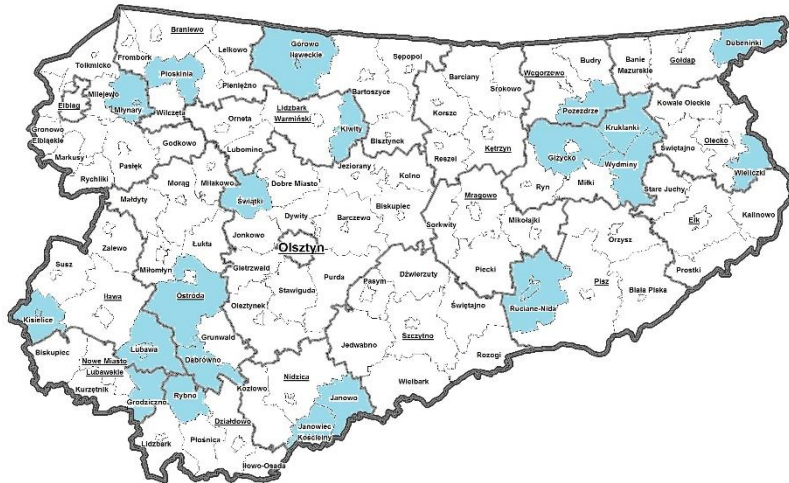 Braniewo
Frombork
Lelkowo
Górowo
Iławeckie
Sępopol
Dubeninki
Tolkmicko
Płoskinia
Pieniężno
Bartoszyce
Barciany
Srokowo
Węgorzewo
Budry
Banie
Mazurskie
Gołdap
Milejewo
Młynary
Elbląg
Wilczęta
Orneta
Lidzbark
Warmiński
Kiwity
Bisztynek
Korsze
Pozezdrze
Kruklanki
Kowale Oleckie
Gronowo
Elbląskie
Markusy
Pasłęk
Godkowo
Lubomino
Reszel
Kętrzyn
Giżycko
Wydminy
Świętajno
Olecko
Wieliczki
Rychliki
Jeziorany
Kolno
Małdyty
Morąg
Miłakowo
Świątki
Dobre Miasto
Mrągowo
Ryn
Miłki
Stare Juchy
Ełk
Kalinowo
Zalewo
Łukta
Jonkowo
Dywity
Barczewo
Biskupiec
Sorkwity
Mikołajki
Orzysz
Olsztyn
Susz
Miłomłyn
Gietrzwałd
Purda
Pasym
Dźwierzuty
Piecki
Prostki
Iława
Ostróda
Olsztynek
Stawiguda
Świętajno
Ruciane-Nida
Pisz
Biała Piska
Kisielice
Grunwald
Szczytno
Lubawa
Jedwabno
Biskupiec
Nowe Miasto
Lubawskie
Dąbrówno
Rozogi
Kurzętnik
Grodziczno
Rybno
Kozłowo
Nidzica
Janowo
Wielbark
Działdowo
Janowiec
Kościelny
Lidzbark
Płośnica
Iłowo-Osada